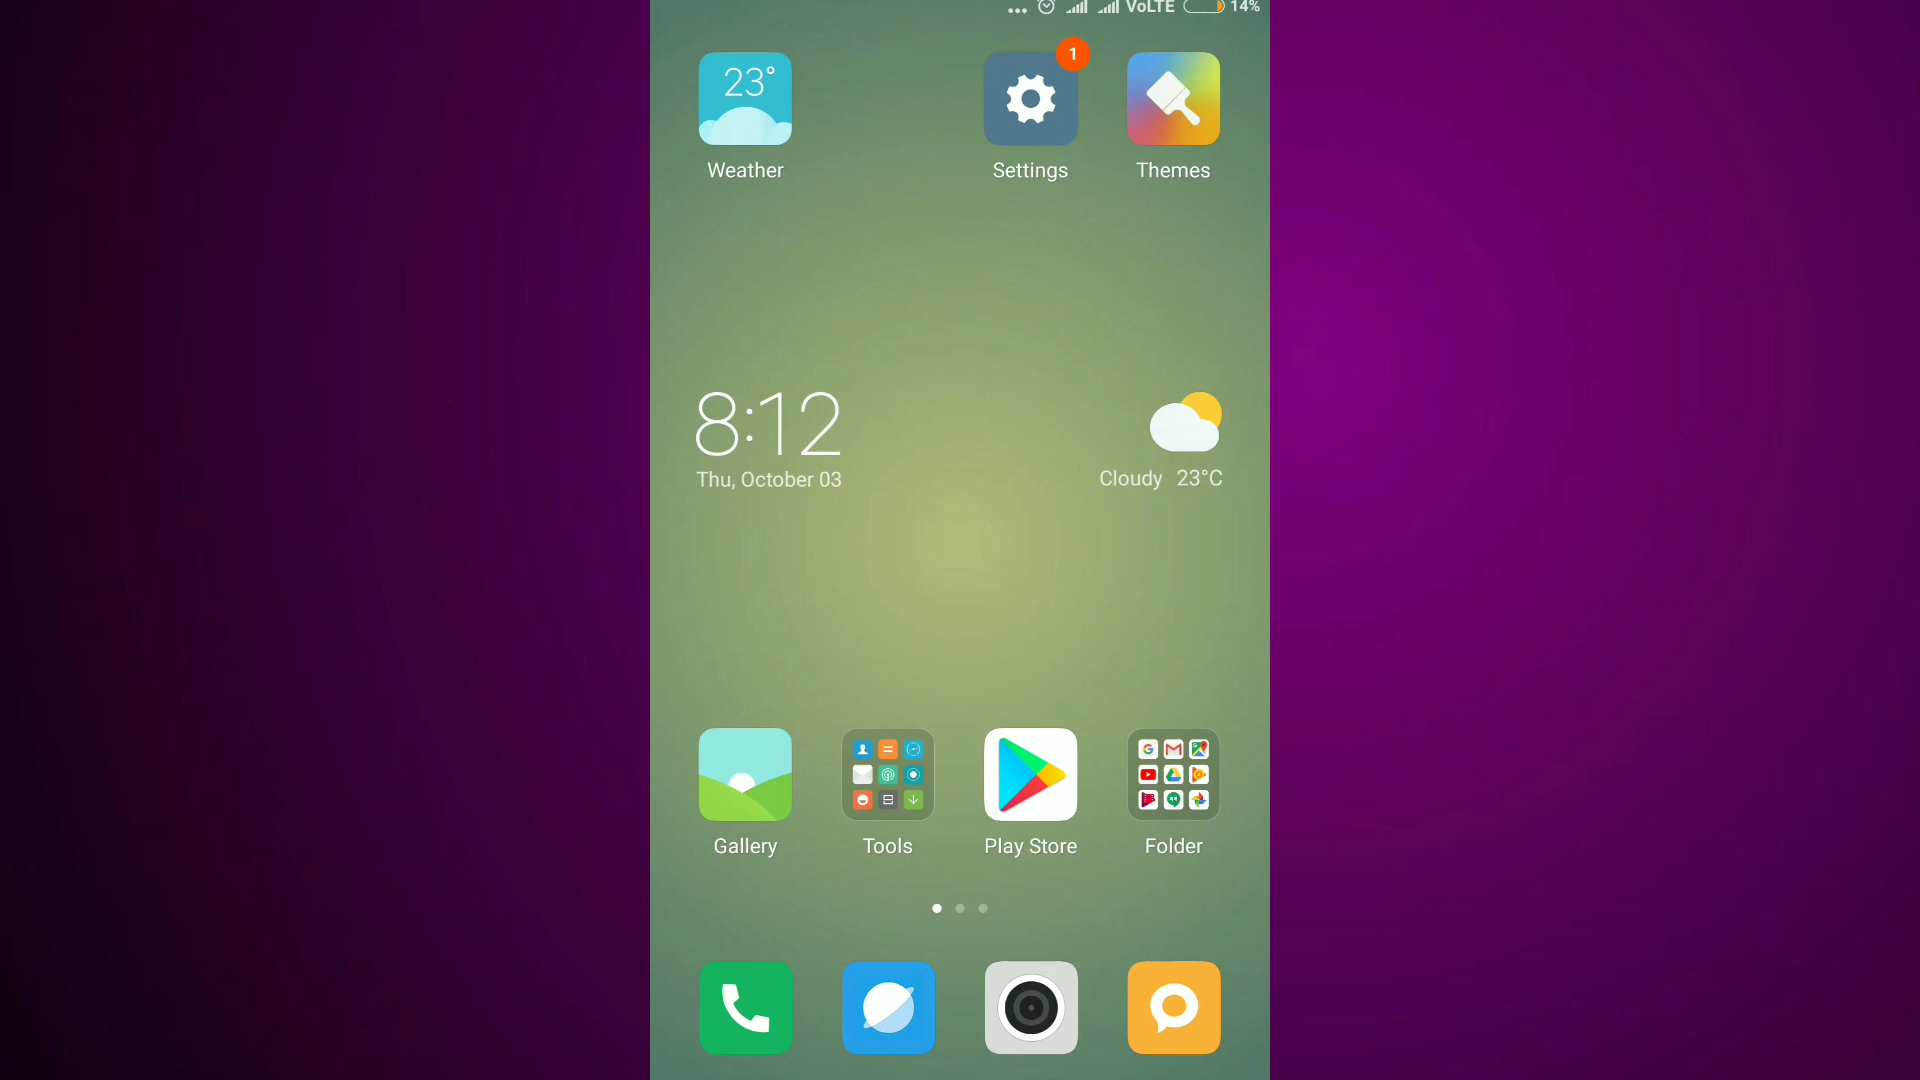 VoLTE 14%
23°
1
Weather
Settings
Themes
8:12
Thu, October 03
Cloudy 23°C
Gallery
Tools
Play Store
Folder